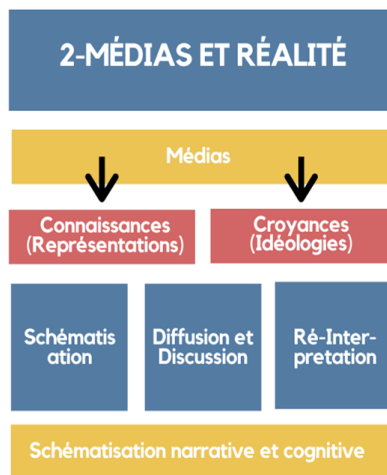 2-MÉDIAS ET RÉALITÉ
Médias
Connaissances
(Représentations)
Croyances
(Idéologies)
Schématis
ation
Diffusion et
Discussion
Ré-Inter-
pretation
Schématisation narrative et cognitive